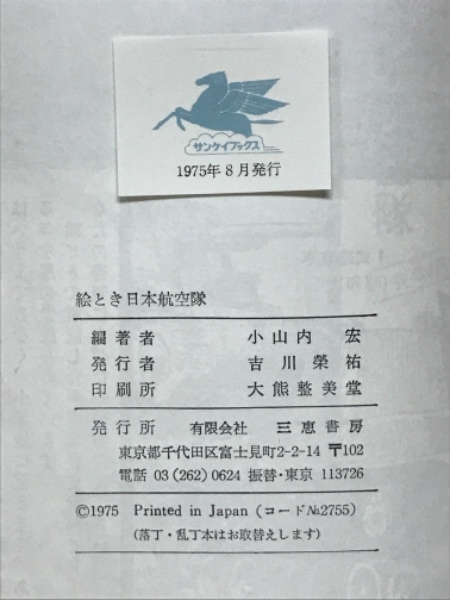 サンケイブックス
1975年8月発行
絵とき日本航空隊
編著者 小山内 宏
発行者 吉川榮祐
印刷所 大熊整美堂
発行所 有限会社 三恵書房
東京都千代田区富士見町2-2-14 〒102
電話 03(262)0624 振替・東京 113726
©1975 Printed in Japan (コード№2755)
(落丁・乱丁本はお取替えします)